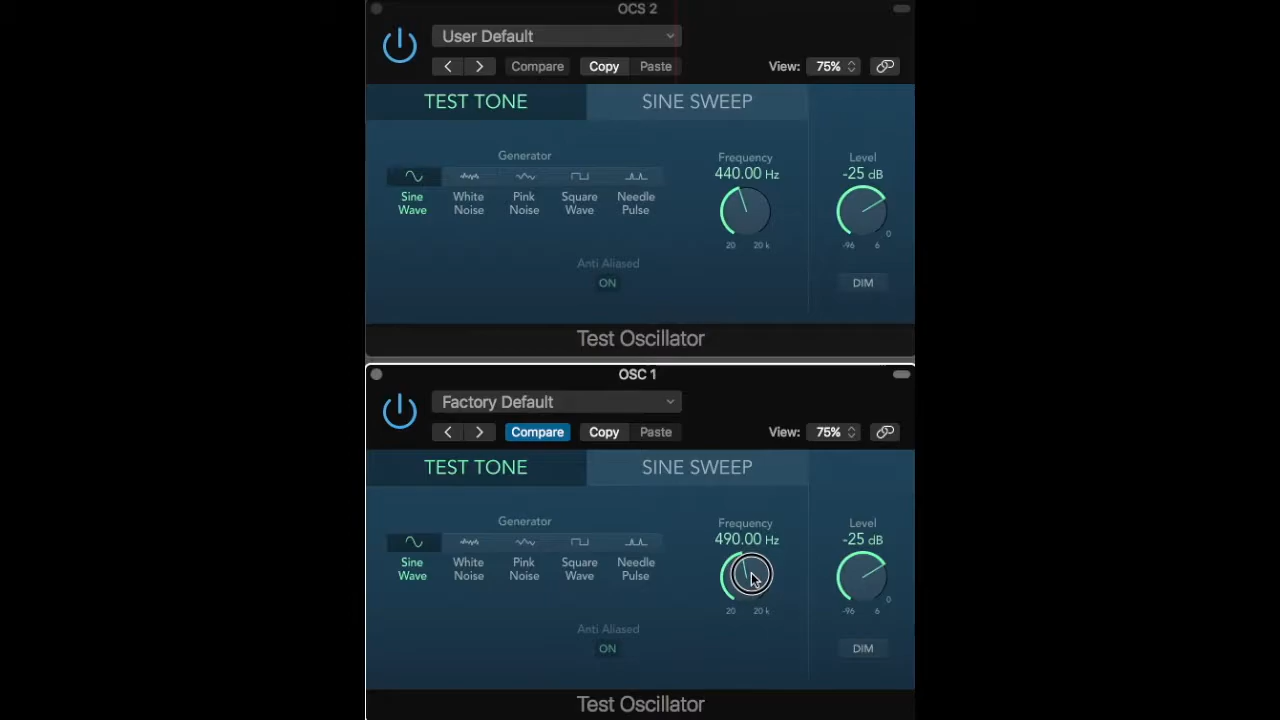 OCS 2
User Default
Compare Copy Paste View: 75%
TEST TONE SINE SWEEP
Generator
Frequency
440.00 Hz
Level
-25 dB
Sine Wave
White Noise
Pink Noise
Square Wave
Needle Pulse
20 20 k
-96 6 0
Anti Aliased
ON
DIM
Test Oscillator
OSC 1
Factory Default
Compare Copy Paste View: 75%
TEST TONE SINE SWEEP
Generator
Frequency
490.00 Hz
Level
-25 dB
Sine Wave
White Noise
Pink Noise
Square Wave
Needle Pulse
20 20 k
-96 6 0
Anti Aliased
ON
DIM
Test Oscillator